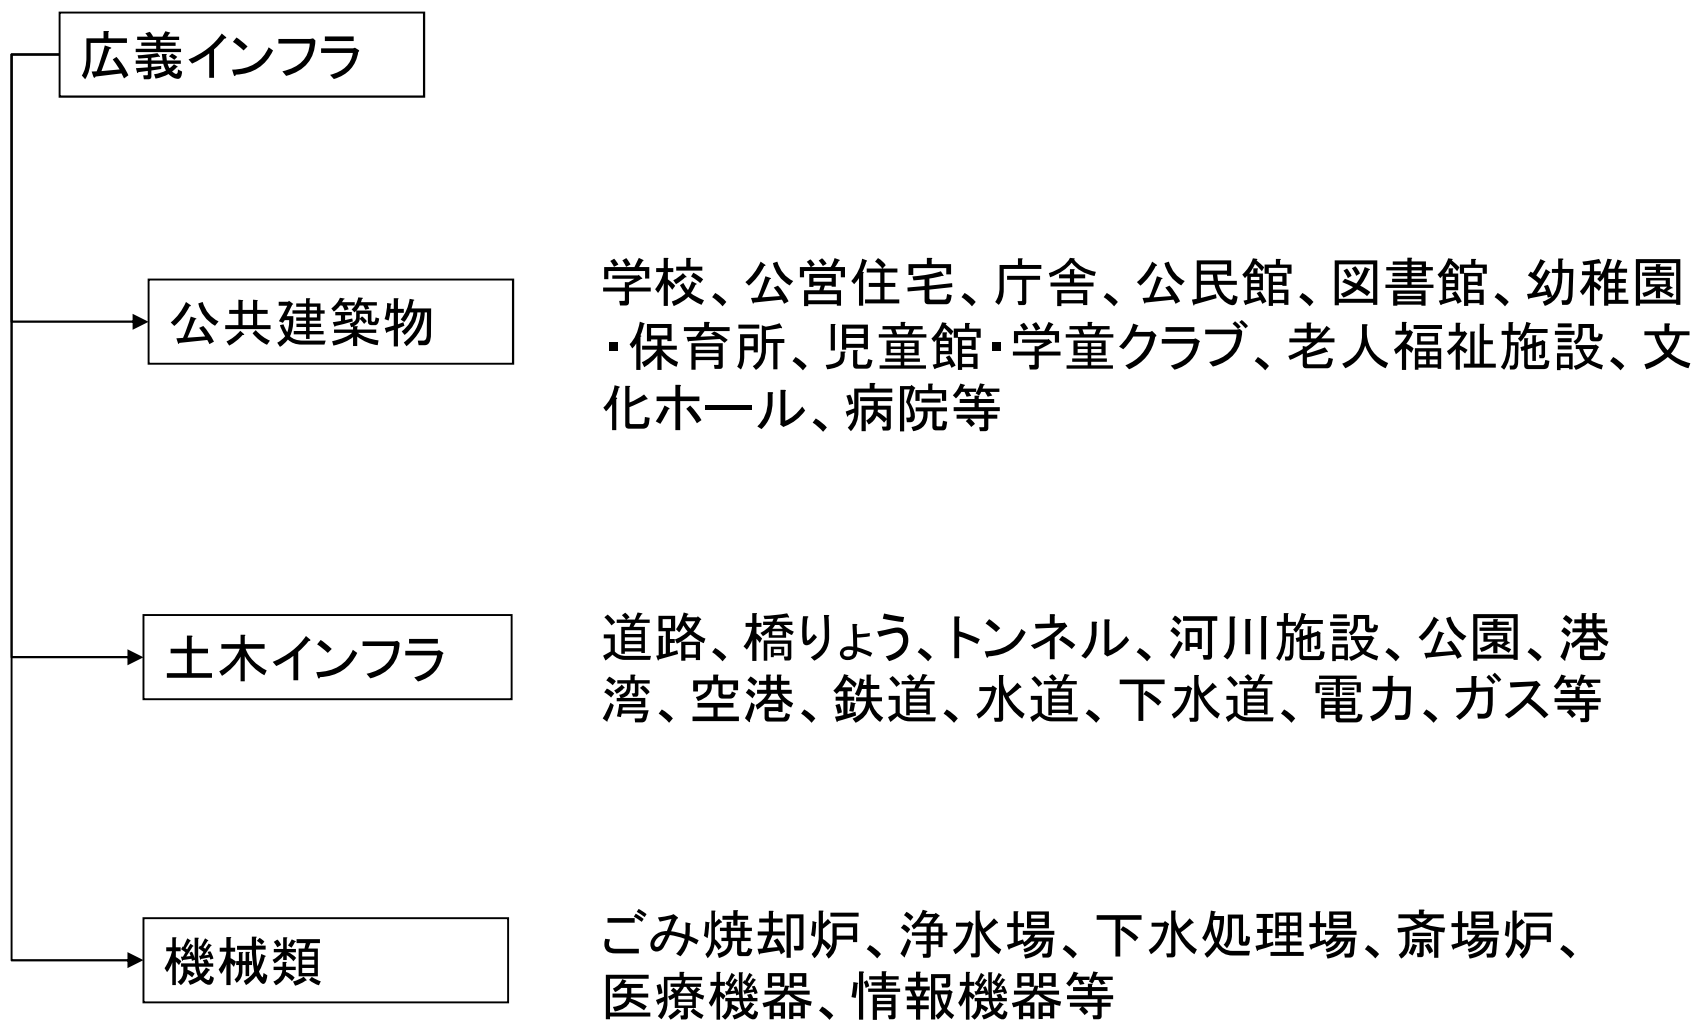 広義インフラ
公共建築物
学校、公営住宅、庁舎、公民館、図書館、幼稚園
・保育所、児童館・学童クラブ、老人福祉施設、文
化ホール、病院等
土木インフラ
道路、橋りょう、トンネル、河川施設、公園、港
湾、空港、鉄道、水道、下水道、電力、ガス等
機械類
ごみ焼却炉、浄水場、下水処理場、斎場炉、
医療機器、情報機器等